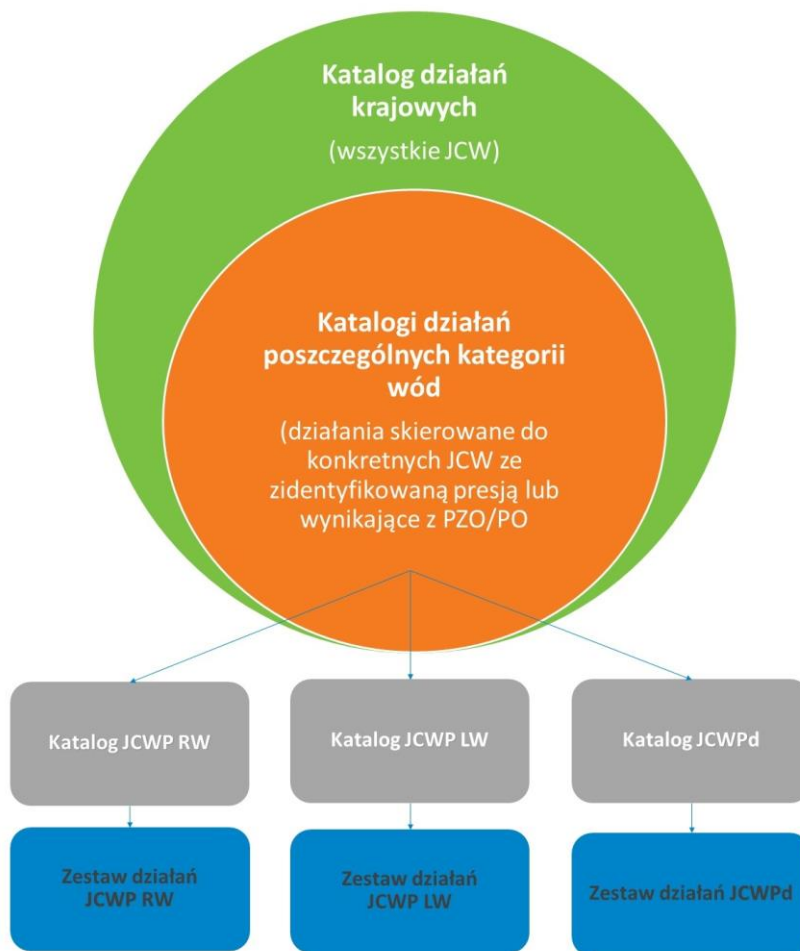 Katalog działań
krajowych
(wszystkie JCW)
Katalogi działań
poszczególnych kategorii
wód
(działania skierowane do
konkretnych JCW ze
zidentyfikowaną presją lub
wynikające z PZO/PO
Katalog JCWP RW
Katalog JCWP LW
Katalog JCWPd
Zestaw działań
JCWP RW
Zestaw działań
JCWP LW
Zestaw działań JCWPd